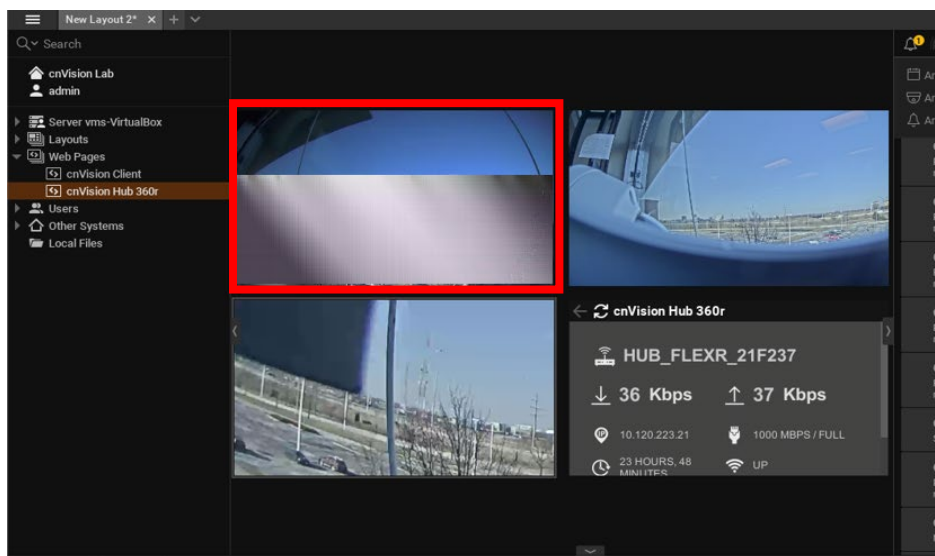 New Layout 2*
Search
cnVision Lab
admin
Server vms-VirtualBox
Layouts
Web Pages
cnVision Client
cnVision Hub 360r
Users
Other Systems
Local Files
cnVision Hub 360r
HUB_FLEXR_21F237
36 Kbps
37 Kbps
IP
10.120.223.21
1000 MBPS / FULL
23 HOURS, 48
MINUTES
UP
1